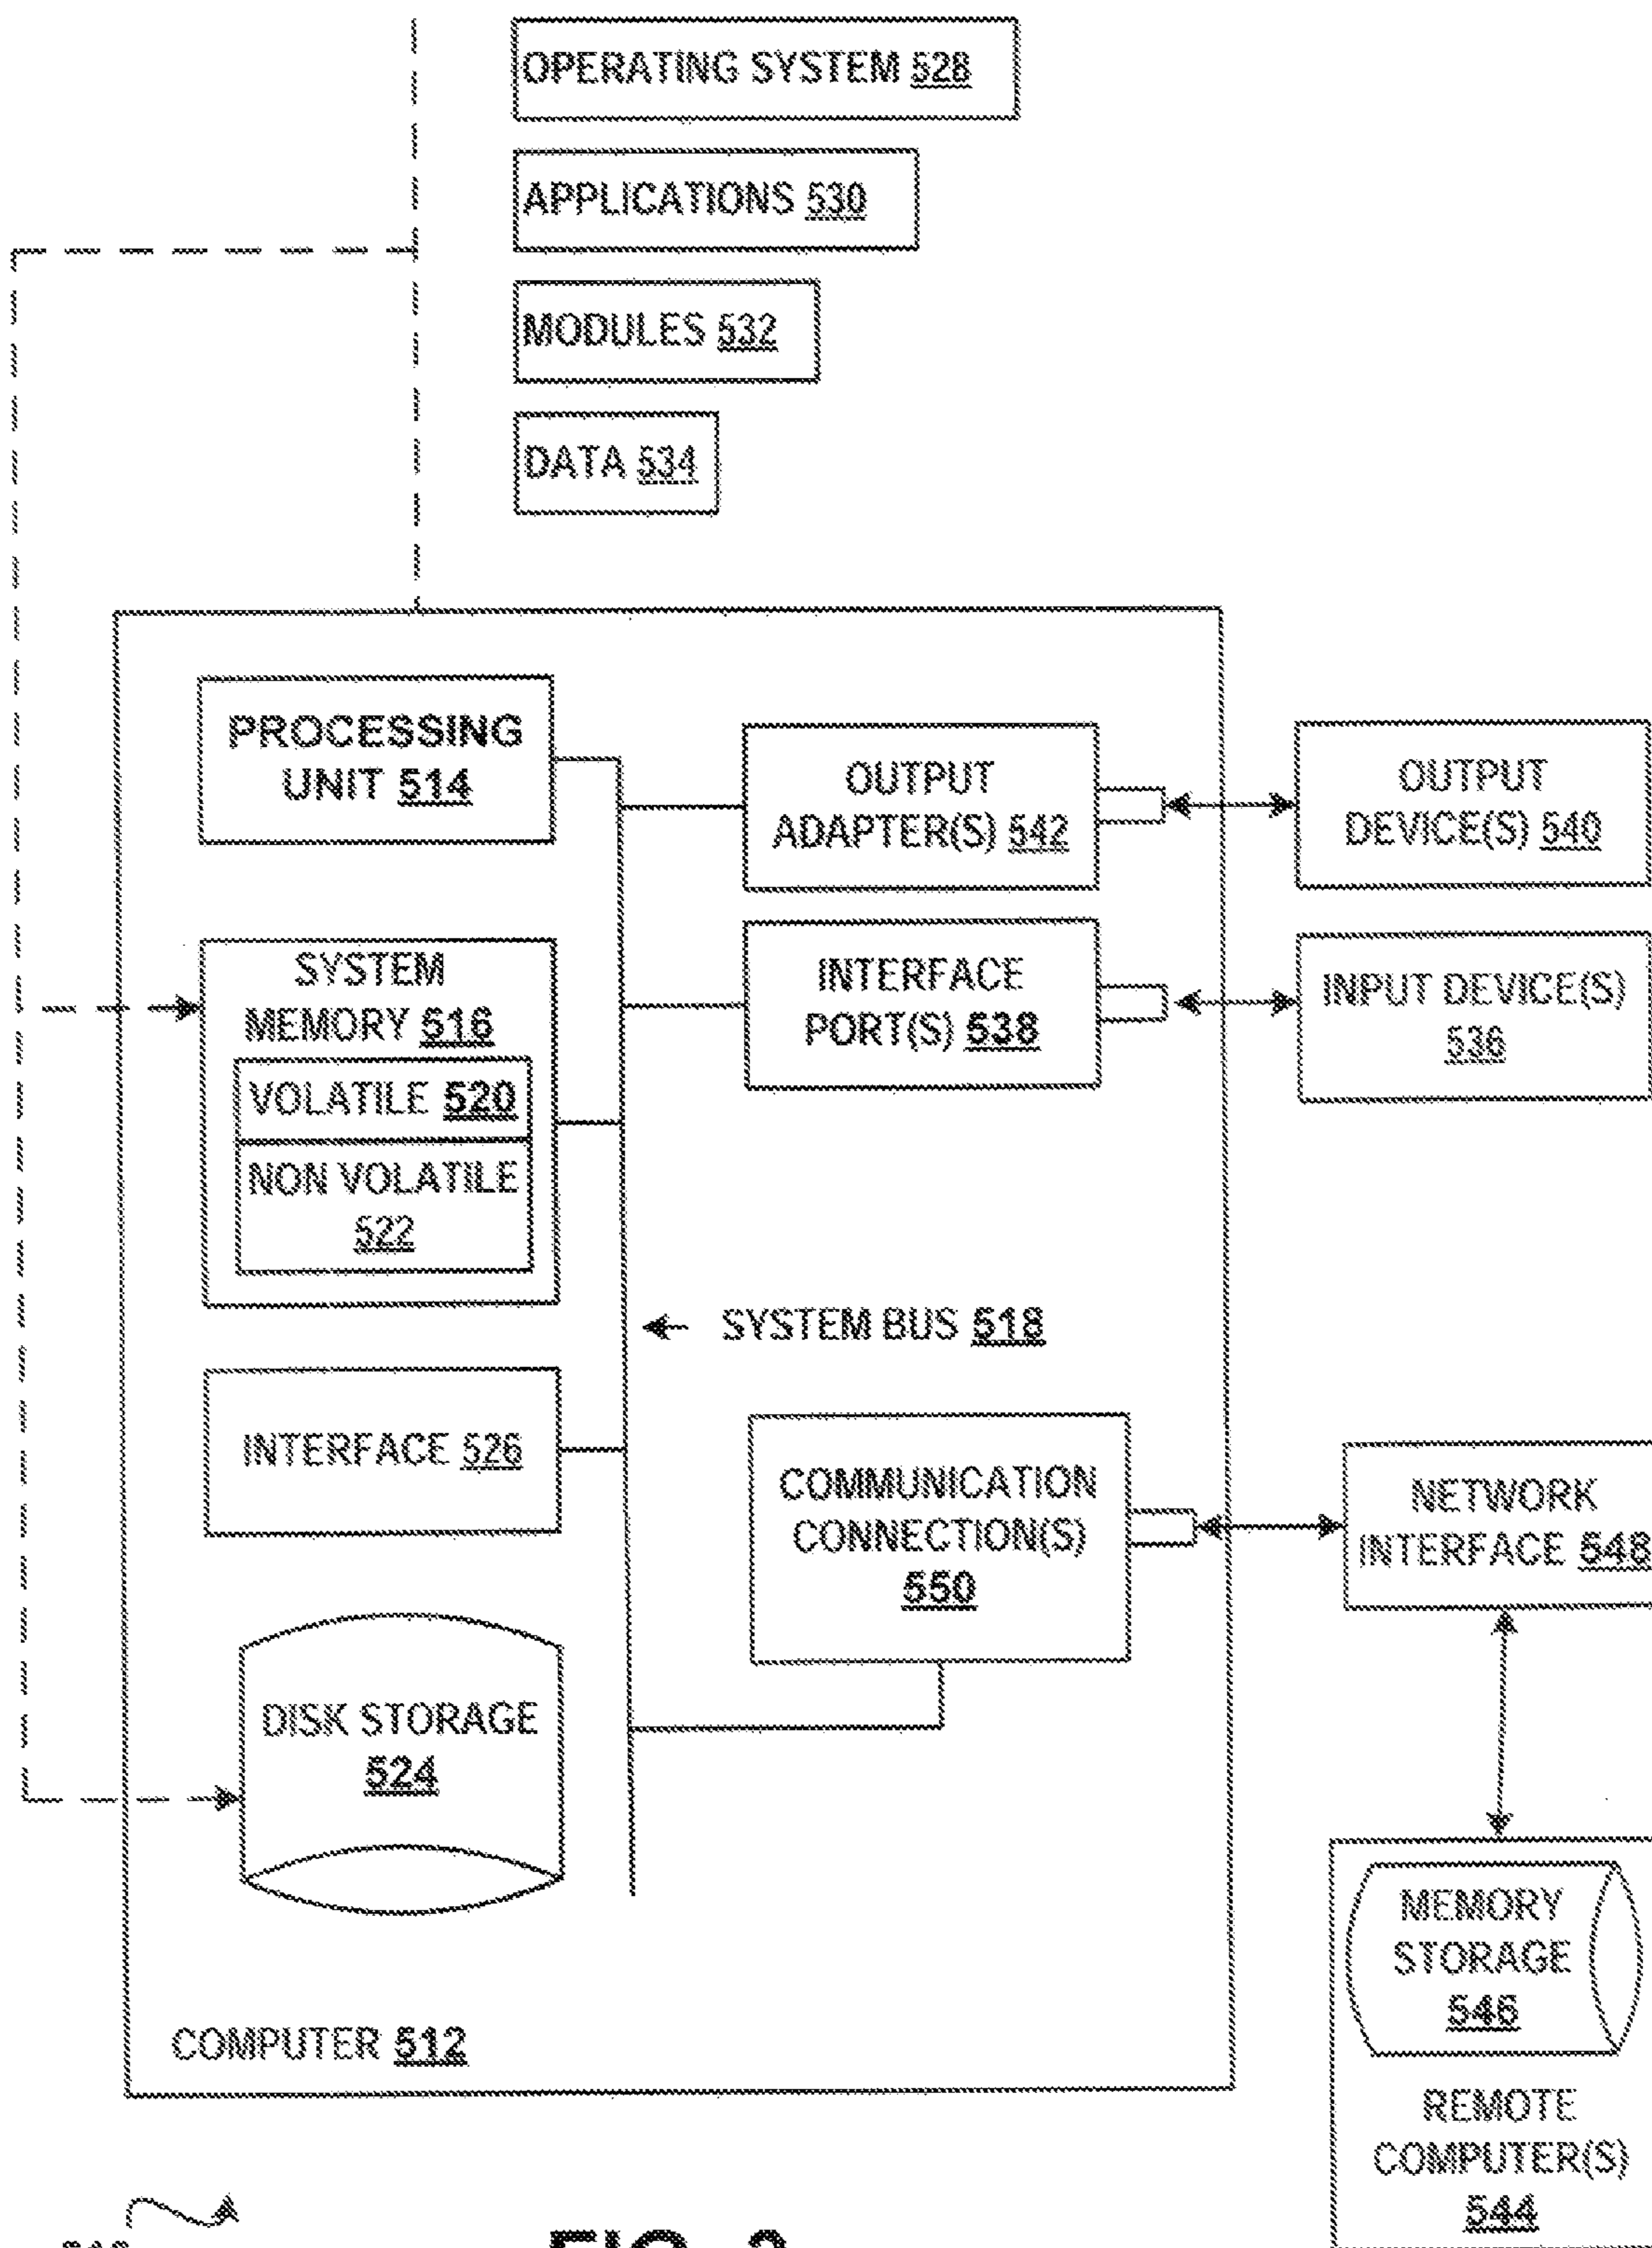 OPERATING SYSTEM 528
APPLICATIONS 530
MODULES 532
DATA 534
PROCESSING
UNIT 514
OUTPUT
ADAPTER(S) 542
OUTPUT
DEVICE(S) 540
SYSTEM
MEMORY 516
VOLATILE 520
NON VOLATILE
522
INTERFACE
PORT(S) 538
INPUT DEVICE(S)
536
SYSTEM BUS 518
INTERFACE 526
COMMUNICATION
CONNECTION(S)
550
NETWORK
INTERFACE 548
DISK STORAGE
524
MEMORY
STORAGE
546
COMPUTER 512
REMOTE
COMPUTER(S)
544
FIG.